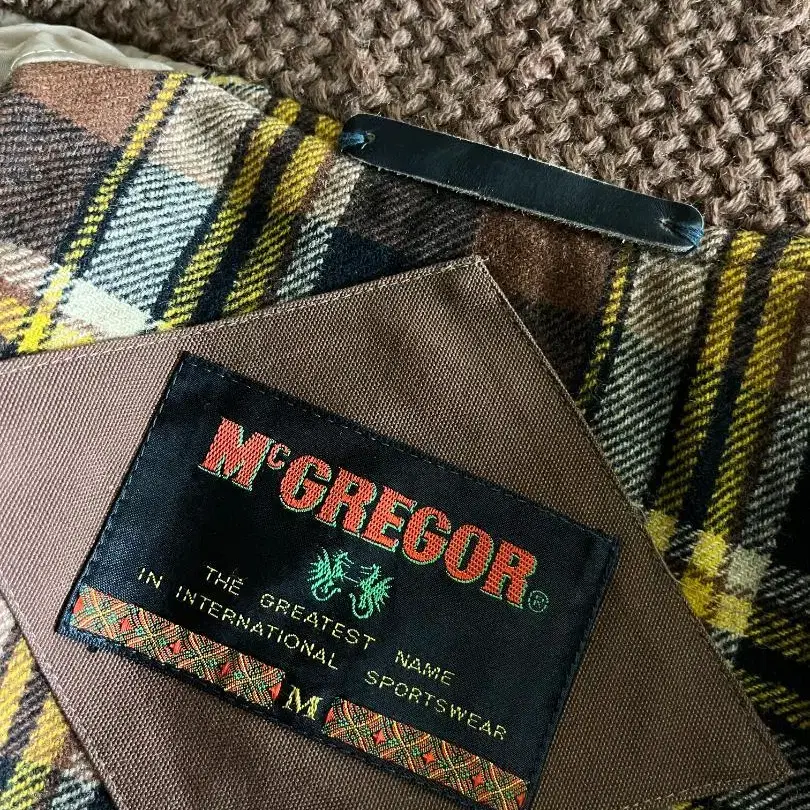 McGREGOR®
THE GREATEST NAME
IN INTERNATIONAL SPORTSWEAR
M